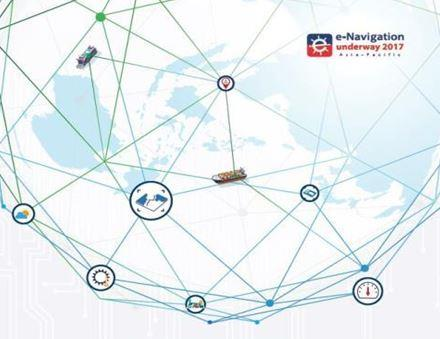 e-Navigation
underway 2017
Asia-Pacific